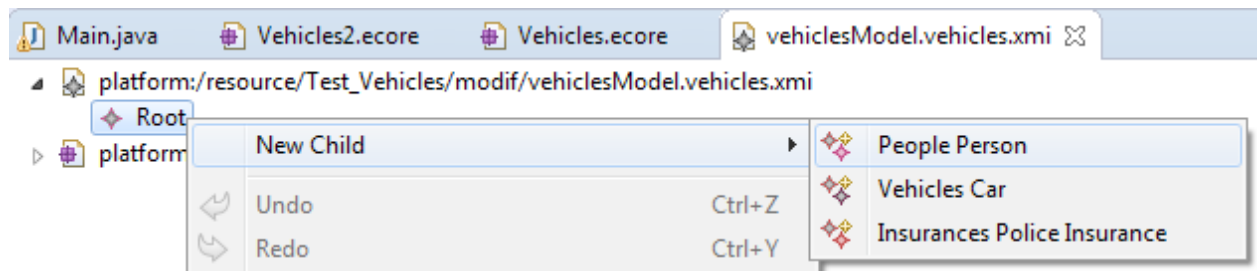 Main.java Vehicles2.ecore Vehicles.ecore vehiclesModel.vehicles.xmi
platform:/resource/Test_Vehicles/modif/vehiclesModel.vehicles.xmi
Root
platform
New Child
People Person
Vehicles Car
Insurances Police Insurance
Undo Ctrl+Z
Redo Ctrl+Y